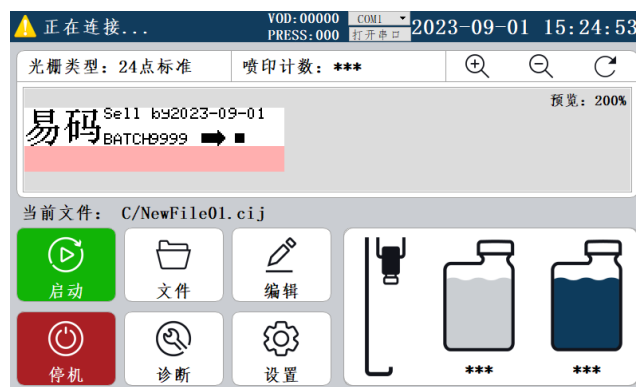 正在连接... VOD:00000 COM1 2023-09-01 15:24:53
PRESS:000 打开串口
光栅类型: 24点标准 喷印计数: ***
预览: 200%
易码 Sell by2023-09-01
BATCH9999
当前文件: C/NewFile01.cij
启动 文件 编辑
停机 诊断 设置 *** ***